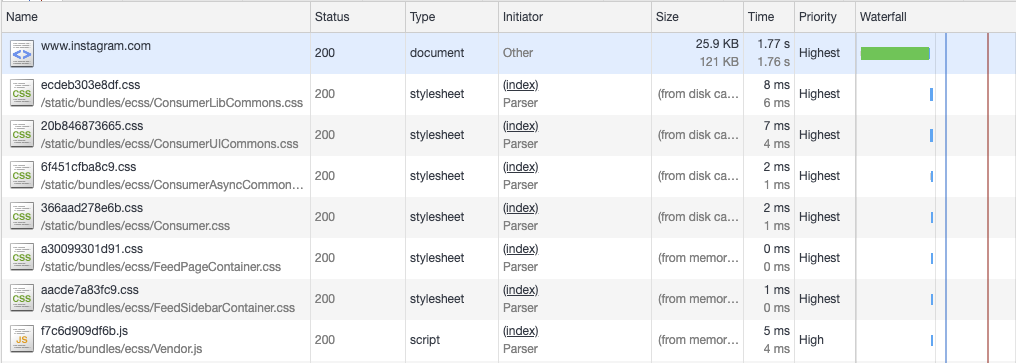 Name Status Type Initiator Size Time Priority Waterfall
www.instagram.com 200 document Other 25.9 KB 1.77 s Highest
121 KB 1.76 s
ecdeb303e8df.css 200 stylesheet (index) (from disk ca... 8 ms Highest
/static/bundles/ecss/ConsumerLibCommons.css Parser 6 ms
20b846873665.css 200 stylesheet (index) (from disk ca... 7 ms Highest
/static/bundles/ecss/ConsumerUICommons.css Parser 4 ms
6f451cfba8c9.css 200 stylesheet (index) (from disk ca... 2 ms Highest
/static/bundles/ecss/ConsumerAsyncCommon... Parser 1 ms
366aad278e6b.css 200 stylesheet (index) (from disk ca... 2 ms Highest
/static/bundles/ecss/Consumer.css Parser 1 ms
a30099301d91.css 200 stylesheet (index) (from memor... 0 ms Highest
/static/bundles/ecss/FeedPageContainer.css Parser 0 ms
aacde7a83fc9.css 200 stylesheet (index) (from memor... 1 ms Highest
/static/bundles/ecss/FeedSidebarContainer.css Parser 0 ms
f7c6d909df6b.js 200 script (index) (from memor... 5 ms High
/static/bundles/ecss/Vendor.js Parser 4 ms
CSS
CSS
CSS
CSS
CSS
CSS
JS